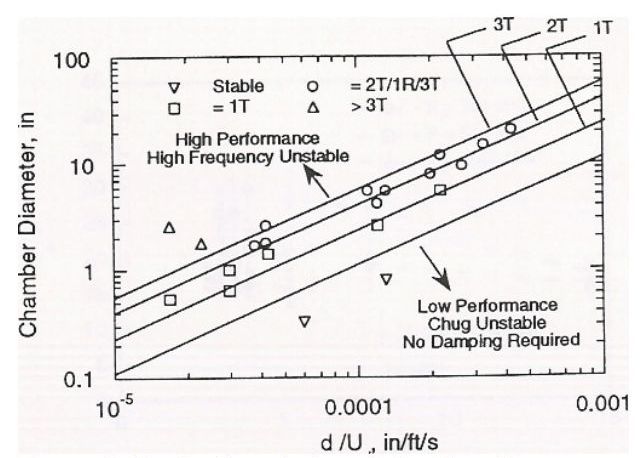 3T 2T 1T
100
▽ Stable ○ = 2T/1R/3T
□ = 1T △ > 3T
High Performance
High Frequency Unstable
10
Chamber Diameter, in
1
Low Performance
Chug Unstable
No Damping Required
0.1
10⁻⁵ 0.0001 0.001
d /U , in/ft/s